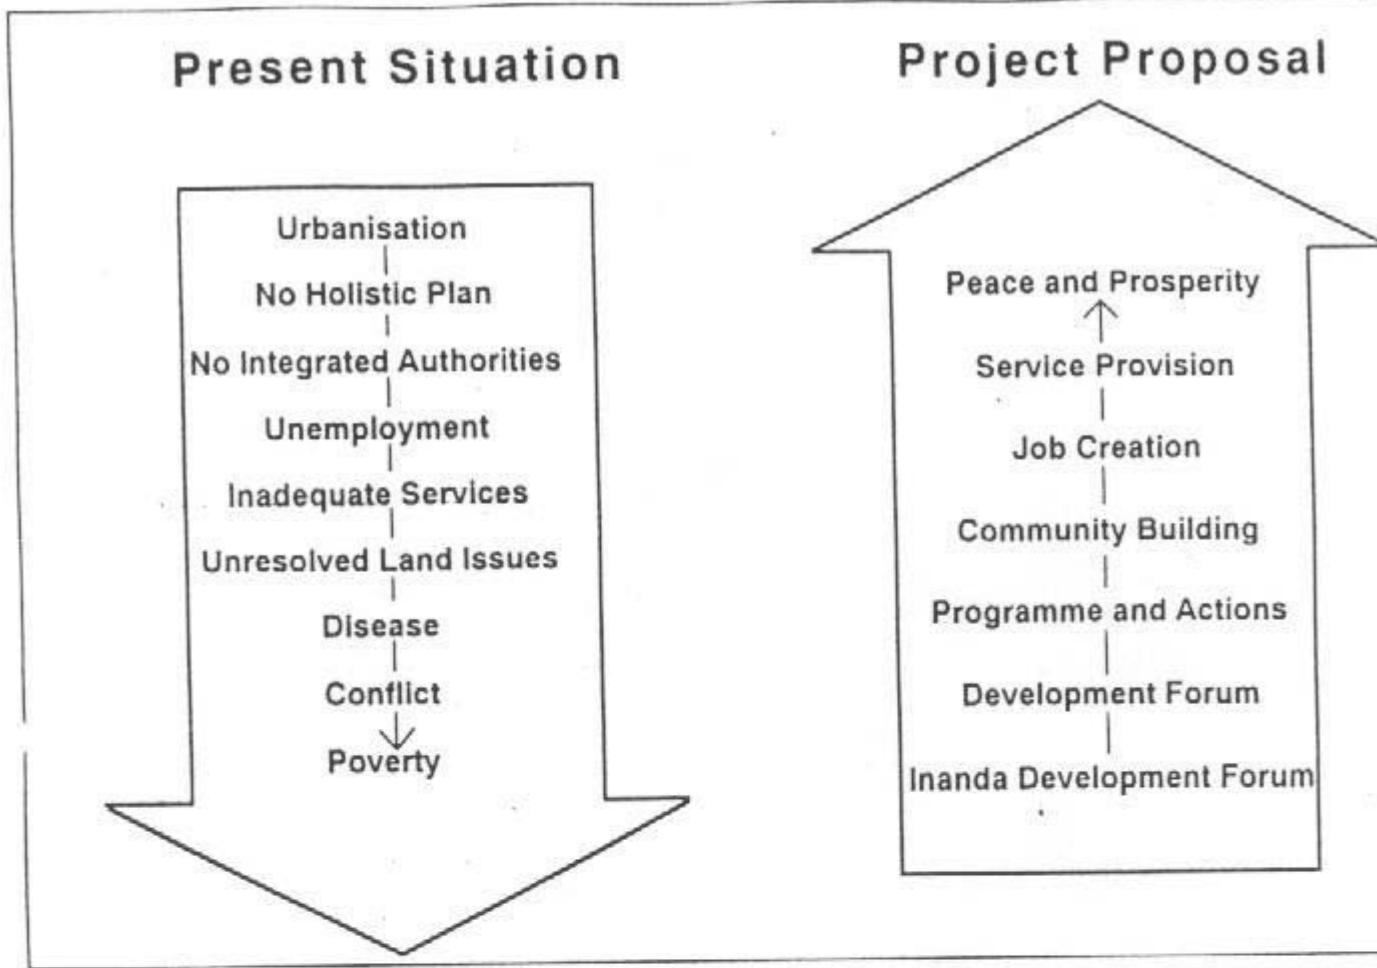 Present Situation
Urbanisation
No Holistic Plan
No Integrated Authorities
Unemployment
Inadequate Services
Unresolved Land Issues
Disease
Conflict
Poverty
Project Proposal
Peace and Prosperity
Service Provision
Job Creation
Community Building
Programme and Actions
Development Forum
Inanda Development Forum